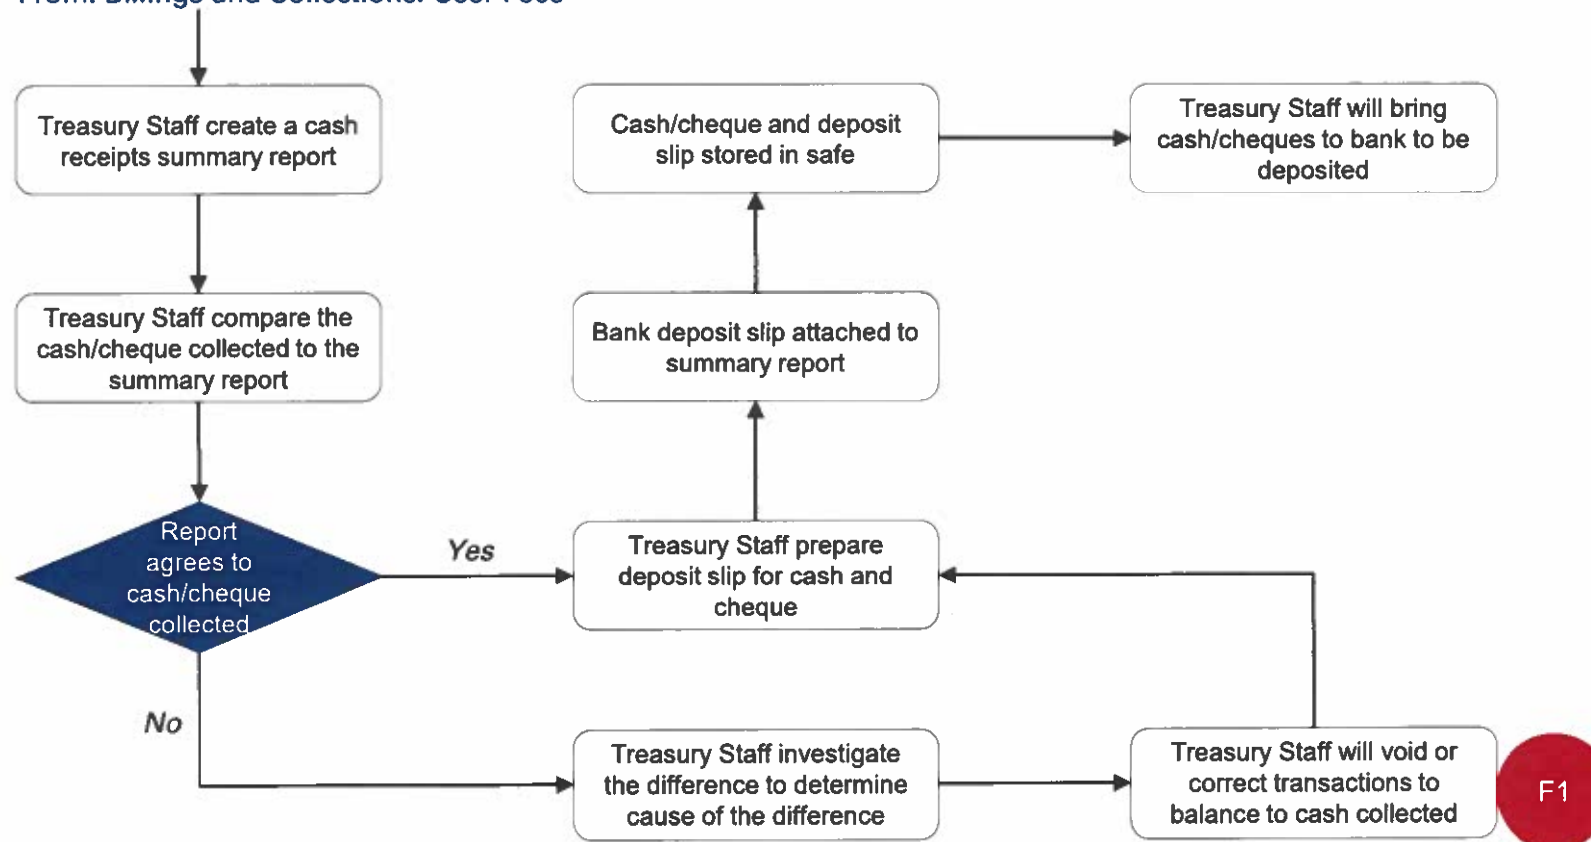 Treasury Staff create a cash
receipts summary report
Cash/cheque and deposit
slip stored in safe
Treasury Staff will bring
cash/cheques to bank to be
deposited
Treasury Staff compare the
cash/cheque collected to the
summary report
Bank deposit slip attached to
summary report
Report
agrees to
cash/cheque
collected
Yes
Treasury Staff prepare
deposit slip for cash and
cheque
No
Treasury Staff investigate
the difference to determine
cause of the difference
Treasury Staff will void or
correct transactions to
balance to cash collected
F1